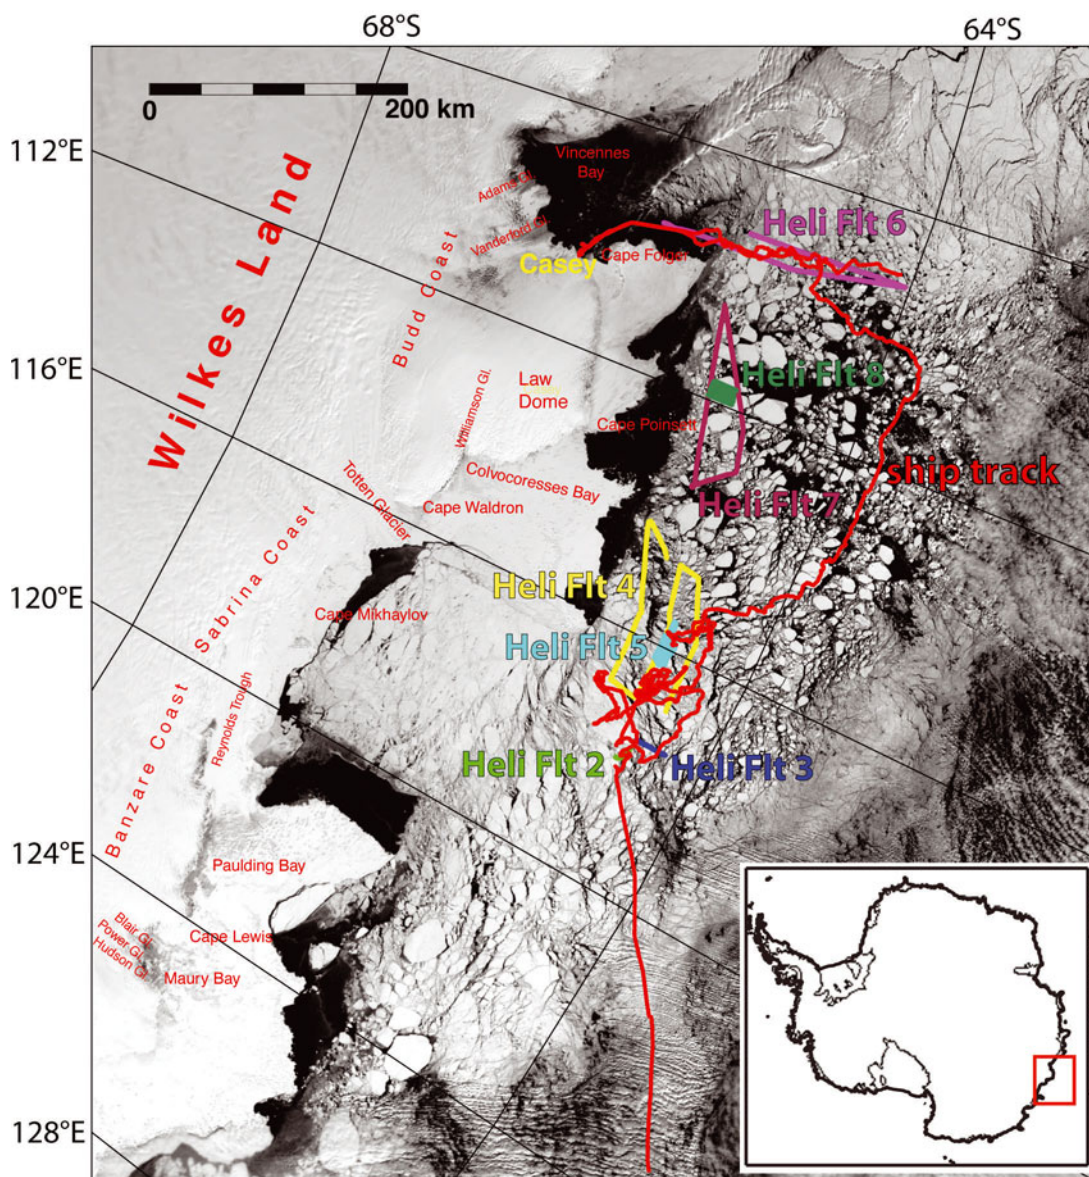 68°S
64°S
0
200 km
112°E
116°E
120°E
124°E
128°E
Vincennes
Bay
Adams Gl.
Vanderford Gl.
Heli Flt 6
Casey
Cape Folger
Wilkes Land
Budd Coast
Heli Flt 8
Law
Dome
Williamson Gl.
Cape Poinsett
ship track
Totten Glacier
Colvocoresses Bay
Heli Flt 7
Cape Waldron
Sabrina Coast
Heli Flt 4
Cape Mikhaylov
Heli Flt 5
Reynolds Trough
Banzare Coast
Heli Flt 2
Heli Flt 3
Paulding Bay
Blair Gl.
Power Gl.
Hudson Gl.
Cape Lewis
Maury Bay